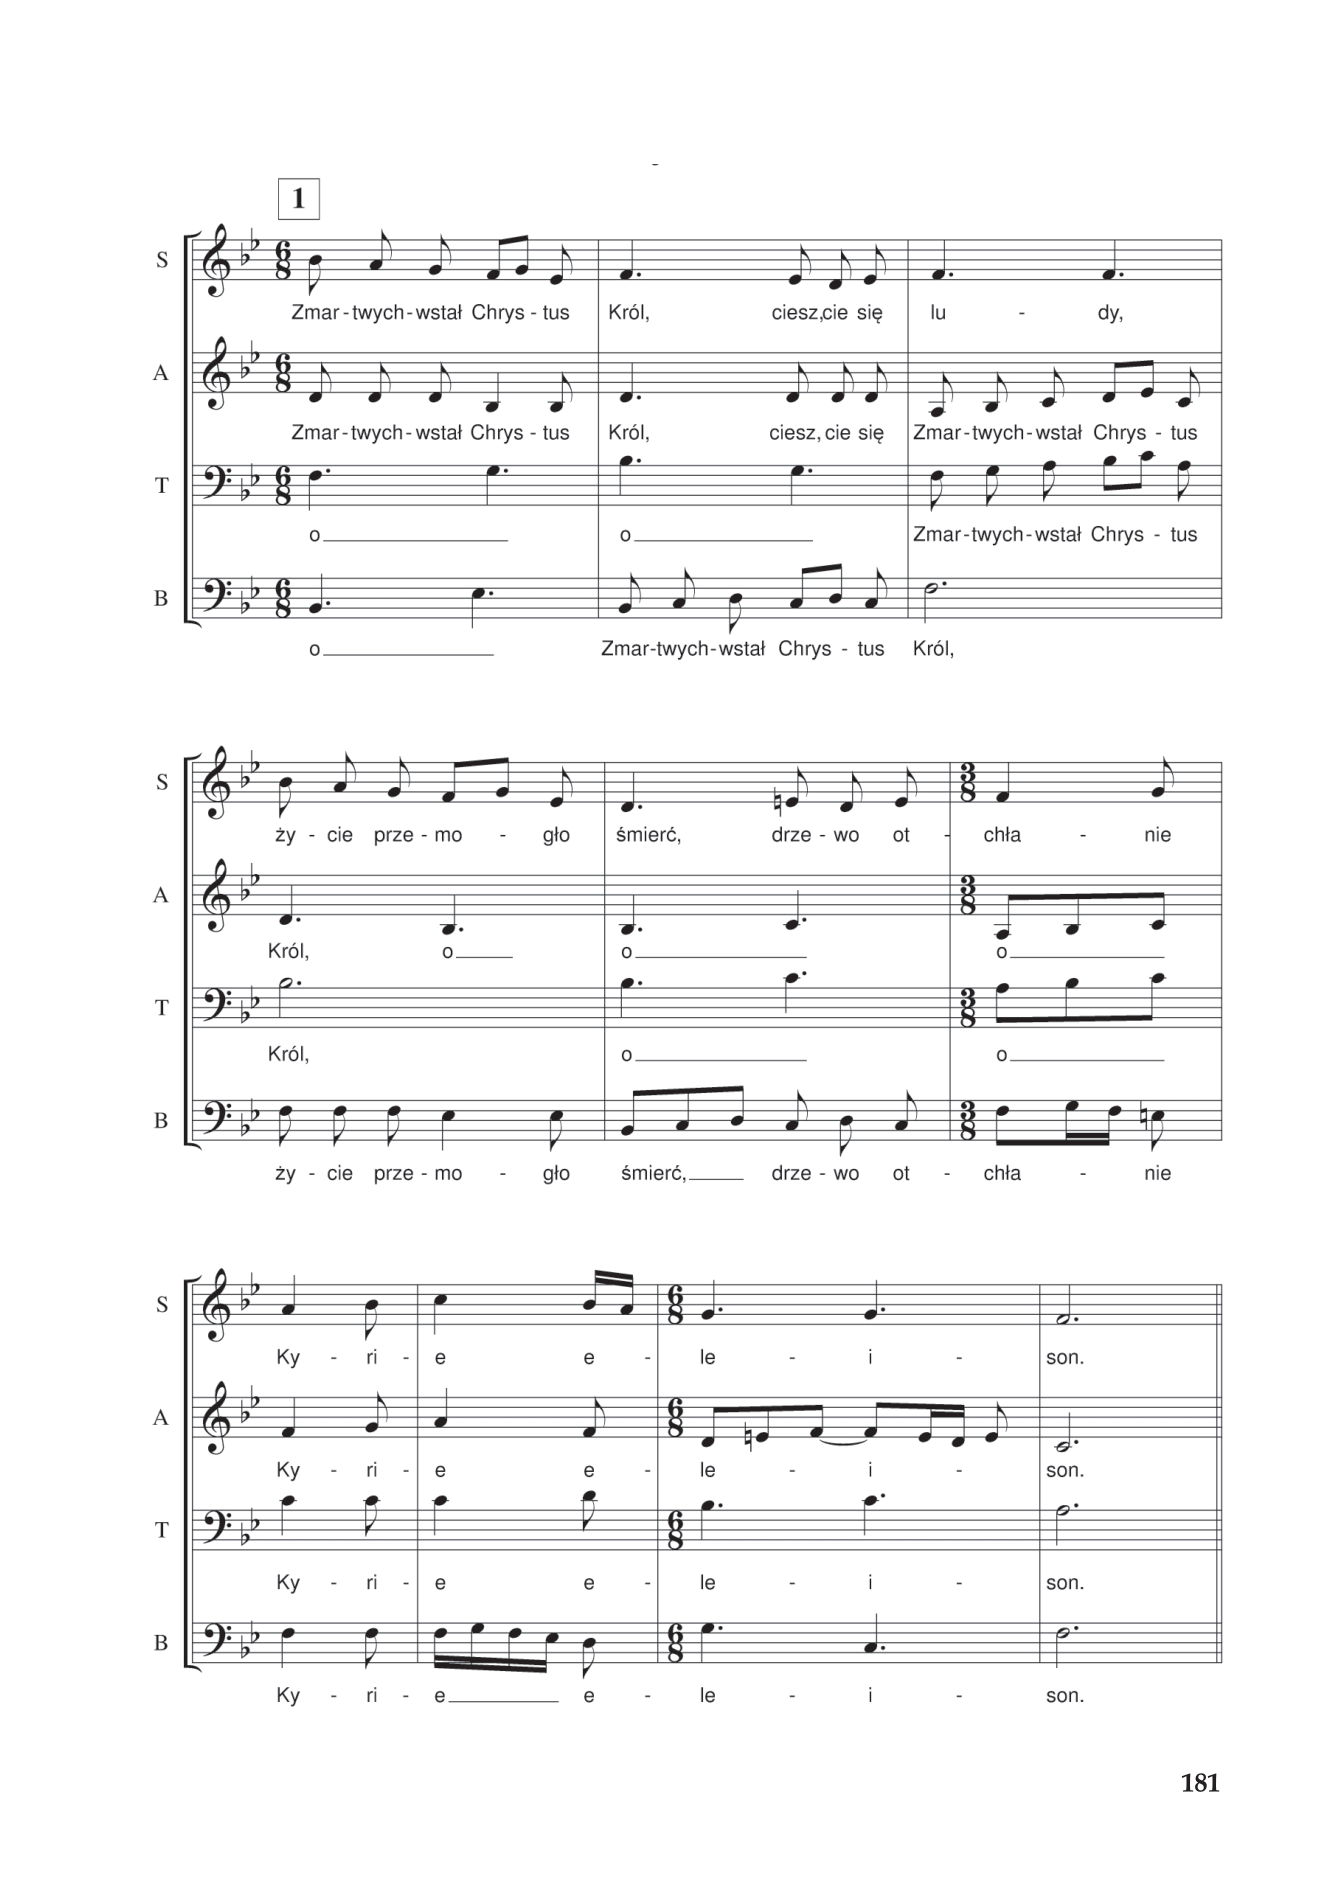 1
S
Zmar - twych - wstał Chrys - tus Król, ciesz,cie się lu - dy,
A
Zmar - twych - wstał Chrys - tus Król, ciesz, cie się Zmar - twych - wstał Chrys - tus
T
o o Zmar - twych - wstał Chrys - tus
B
o Zmar - twych - wstał Chrys - tus Król,
S
ży - cie prze - mo - gło śmierć, drze - wo ot - chła - nie
A
Król, o o o
T
Król, o o
B
ży - cie prze - mo - gło śmierć, drze - wo ot - chła - nie
S
Ky - ri - e e - le - i - son.
A
Ky - ri - e e - le - i - son.
T
Ky - ri - e e - le - i - son.
B
Ky - ri - e e - le - i - son.
181